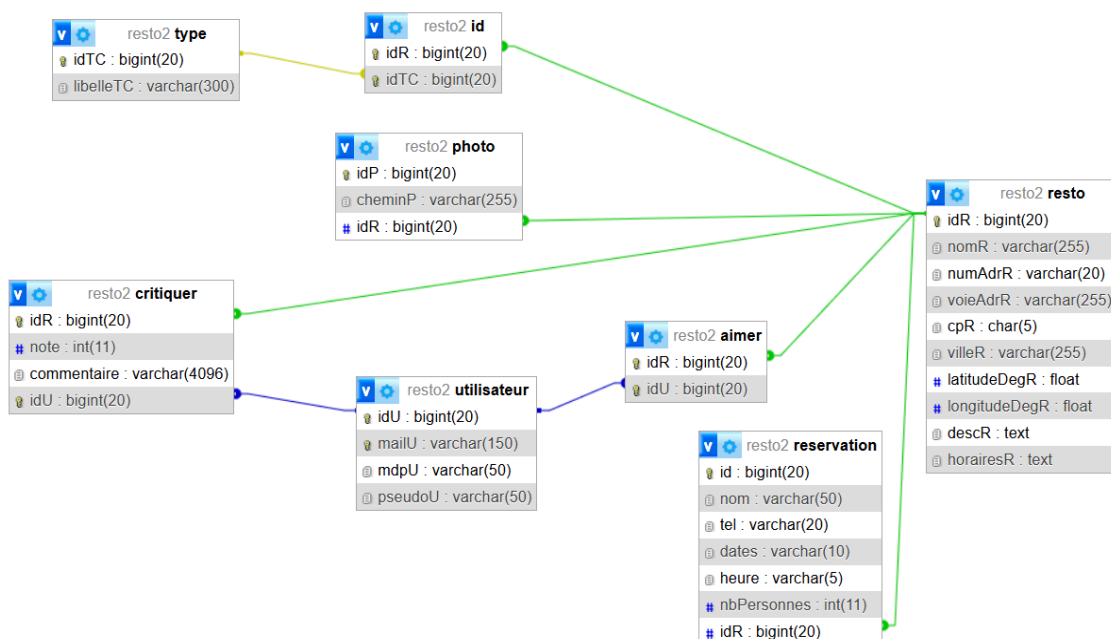 resto2 type
idTC : bigint(20)
libelleTC : varchar(300)
resto2 id
idR : bigint(20)
idTC : bigint(20)
resto2 photo
idP : bigint(20)
cheminP : varchar(255)
# idR : bigint(20)
resto2 resto
idR : bigint(20)
nomR : varchar(255)
numAdrR : varchar(20)
voieAdrR : varchar(255)
cpR : char(5)
villeR : varchar(255)
# latitudeDegR : float
# longitudeDegR : float
descR : text
horairesR : text
resto2 critiquer
idR : bigint(20)
# note : int(11)
commentaire : varchar(4096)
idU : bigint(20)
resto2 utilisateur
idU : bigint(20)
mailU : varchar(150)
mdpU : varchar(50)
pseudoU : varchar(50)
resto2 aimer
idR : bigint(20)
idU : bigint(20)
resto2 reservation
id : bigint(20)
nom : varchar(50)
tel : varchar(20)
dates : varchar(10)
heure : varchar(5)
# nbPersonnes : int(11)
# idR : bigint(20)